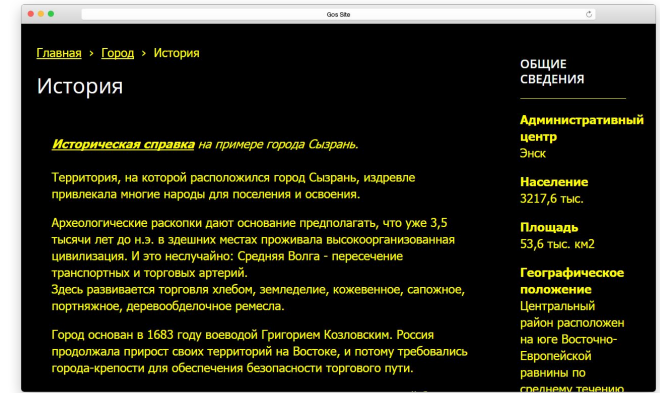 Gos Site
Главная › Город › История
История
Историческая справка на примере города Сызрань.
Территория, на которой расположился город Сызрань, издревле
привлекала многие народы для поселения и освоения.
Археологические раскопки дают основание предполагать, что уже 3,5
тысячи лет до н.э. в здешних местах проживала высокоорганизованная
цивилизация. И это неслучайно: Средняя Волга - пересечение
транспортных и торговых артерий.
Здесь развивается торговля хлебом, земледелие, кожевенное, сапожное,
портняжное, деревообделочное ремесла.
Город основан в 1683 году воеводой Григорием Козловским. Россия
продолжала прирост своих территорий на Востоке, и потому требовались
города-крепости для обеспечения безопасности торгового пути.
ОБЩИЕ
СВЕДЕНИЯ
Административный
центр
Энск
Население
3217,6 тыс.
Площадь
53,6 тыс. км2
Географическое
положение
Центральный
район расположен
на юге Восточно-
Европейской
равнины по
среднему течению